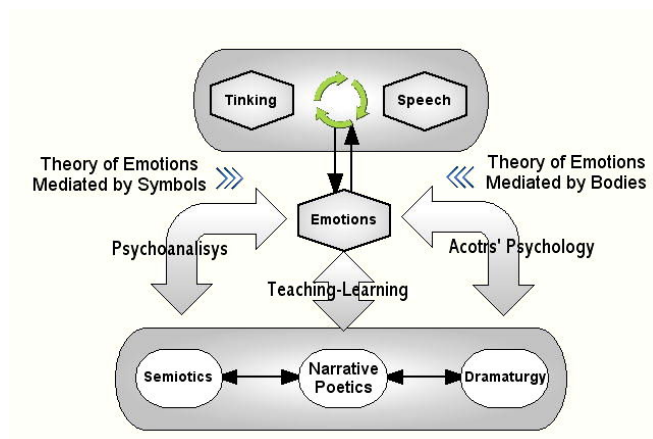 Tinking
Speech
Theory of Emotions
Mediated by Symbols
Theory of Emotions
Mediated by Bodies
Emotions
Psychoanalisys
Acotrs' Psychology
Teaching-Learning
Semiotics
Narrative
Poetics
Dramaturgy